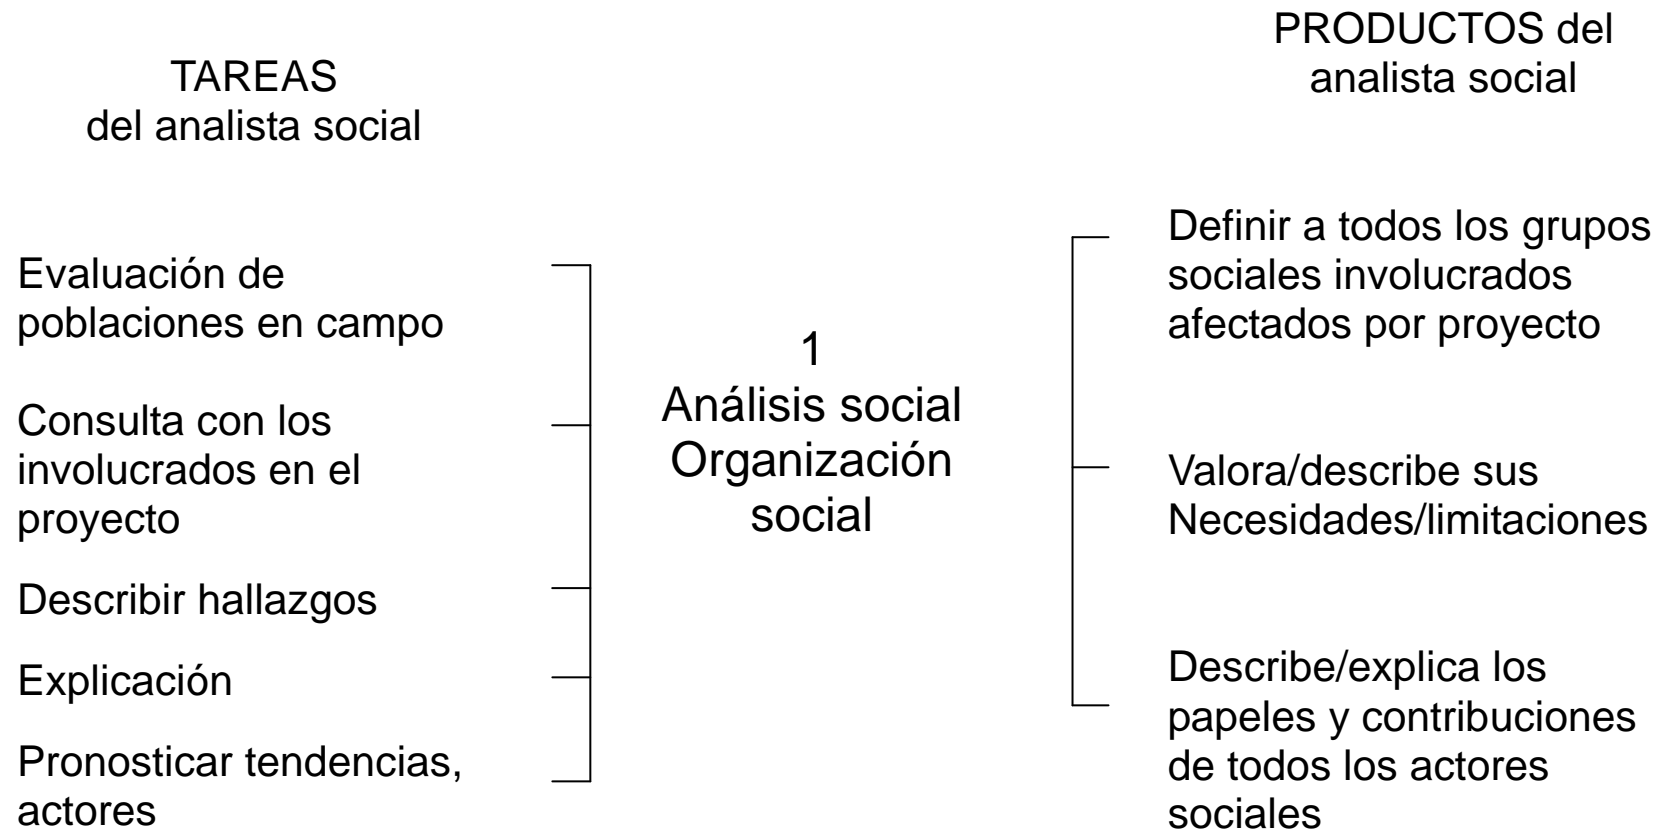 TAREAS
del analista social
Evaluación de
poblaciones en campo
Consulta con los
involucrados en el
proyecto
Describir hallazgos
Explicación
Pronosticar tendencias,
actores
1
Análisis social
Organización
social
PRODUCTOS del
analista social
Definir a todos los grupos
sociales involucrados
afectados por proyecto
Valora/describe sus
Necesidades/limitaciones
Describe/explica los
papeles y contribuciones
de todos los actores
sociales